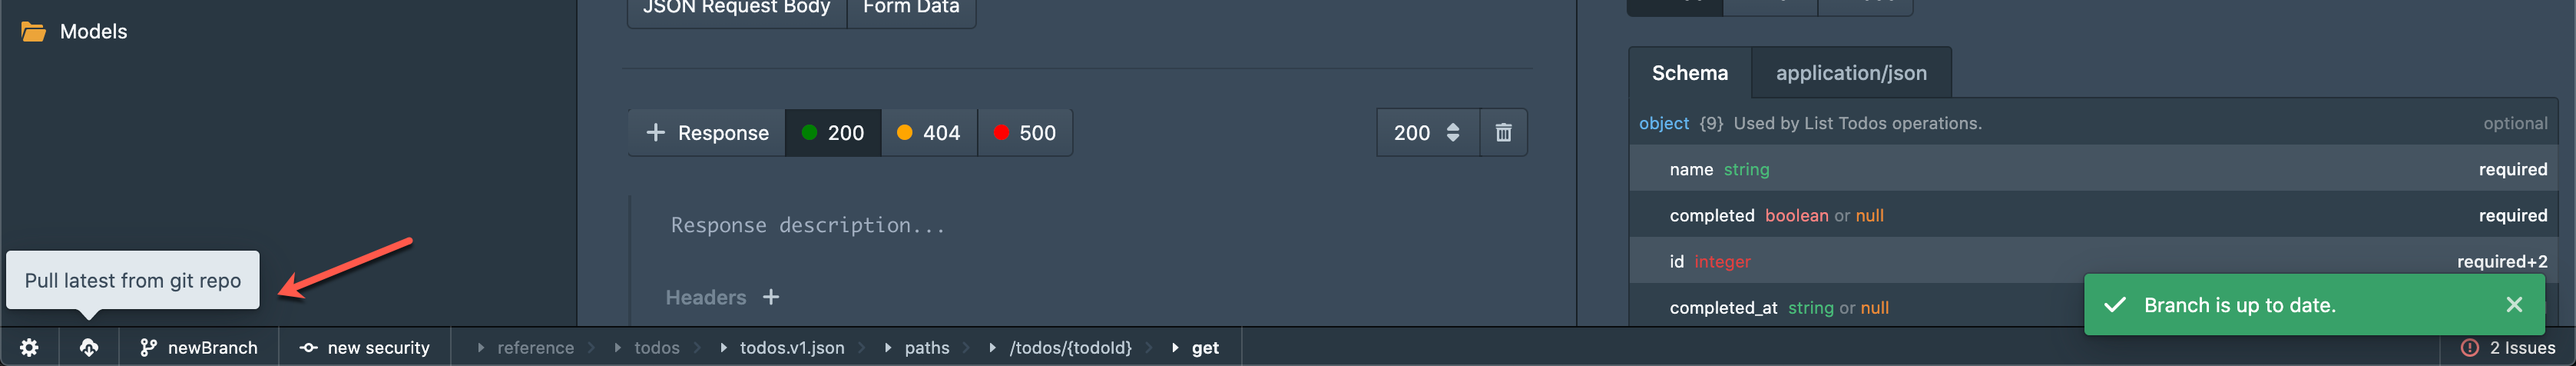 Models
JSON Request Body Form Data
+ Response 200 404 500 200
Response description...
Headers +
Schema application/json
object {9} Used by List Todos operations. optional
name string required
completed boolean or null required
id integer required+2
completed_at string or null
Branch is up to date.
Pull latest from git repo
newBranch new security reference todos todos.v1.json paths /todos/{todoId} get 2 Issues